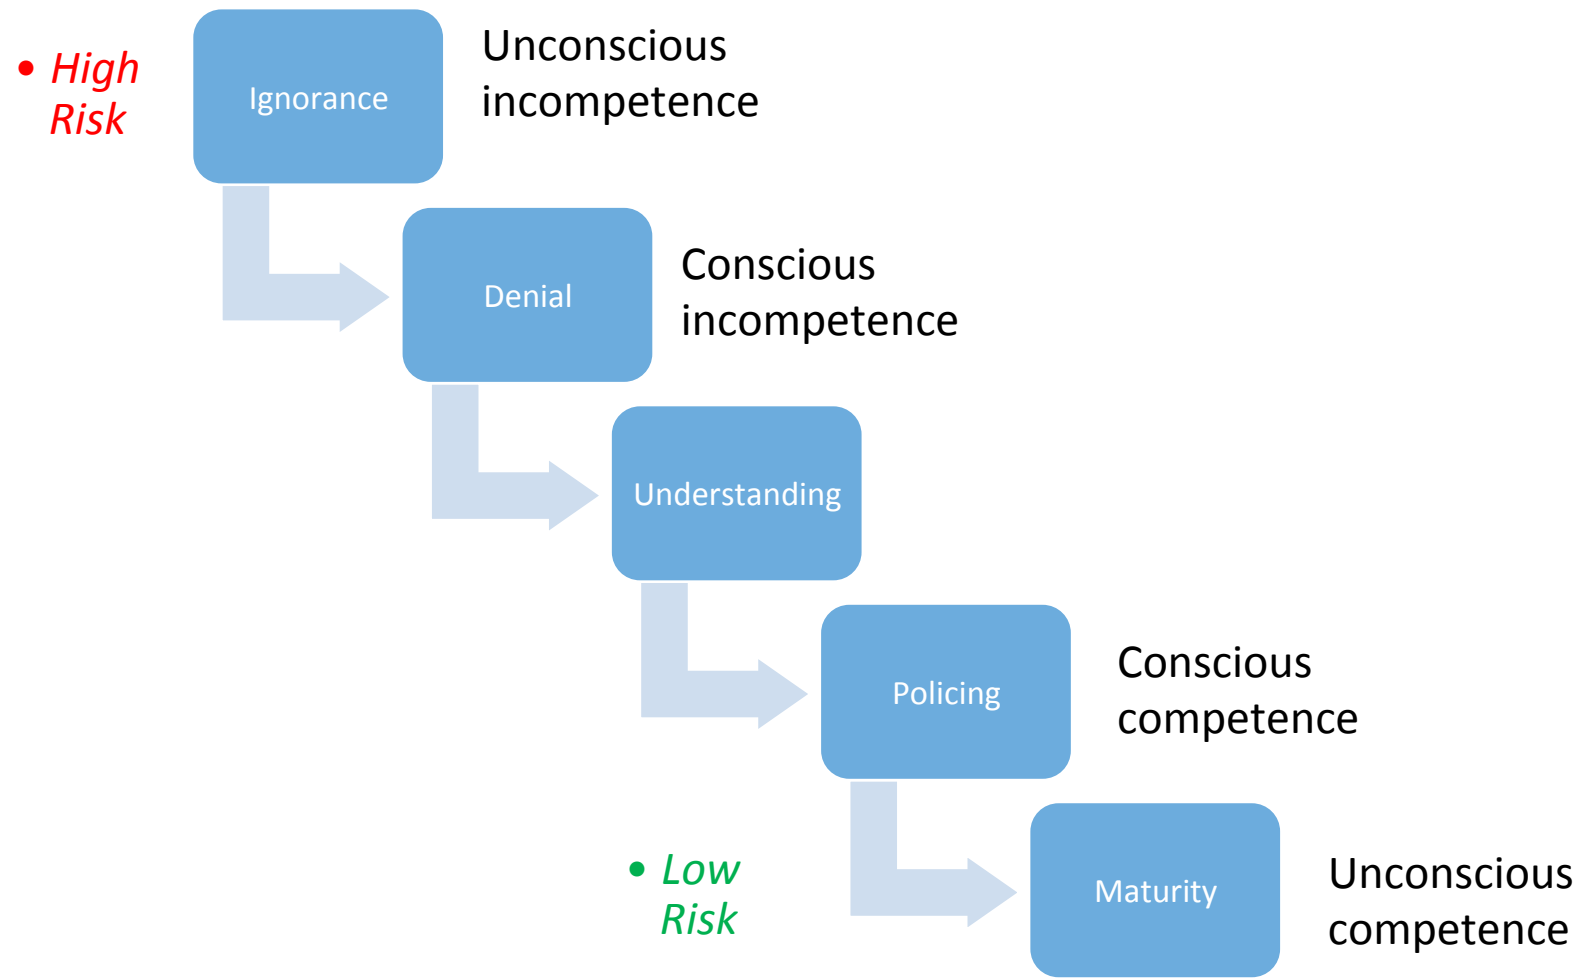 • High
Risk
Ignorance
Unconscious
incompetence
Denial
Conscious
incompetence
Understanding
Policing
Conscious
competence
• Low
Risk
Maturity
Unconscious
competence